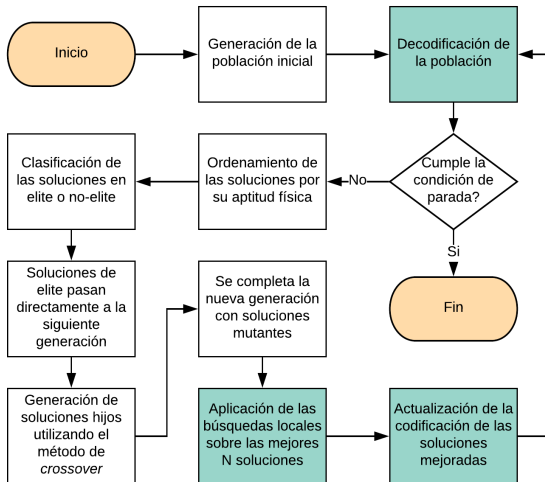 Inicio
Generación de la
población inicial
Decodificación de
la población
Cumple la
condición de
parada?
No
Si
Fin
Ordenamiento de
las soluciones por
su aptitud física
Clasificación de
las soluciones en
elite o no-elite
Soluciones de
elite pasan
directamente a la
siguiente
generación
Generación de
soluciones hijos
utilizando el
método de
crossover
Se completa la
nueva generación
con soluciones
mutantes
Aplicación de las
búsquedas locales
sobre las mejores
N soluciones
Actualización de la
codificación de las
soluciones
mejoradas